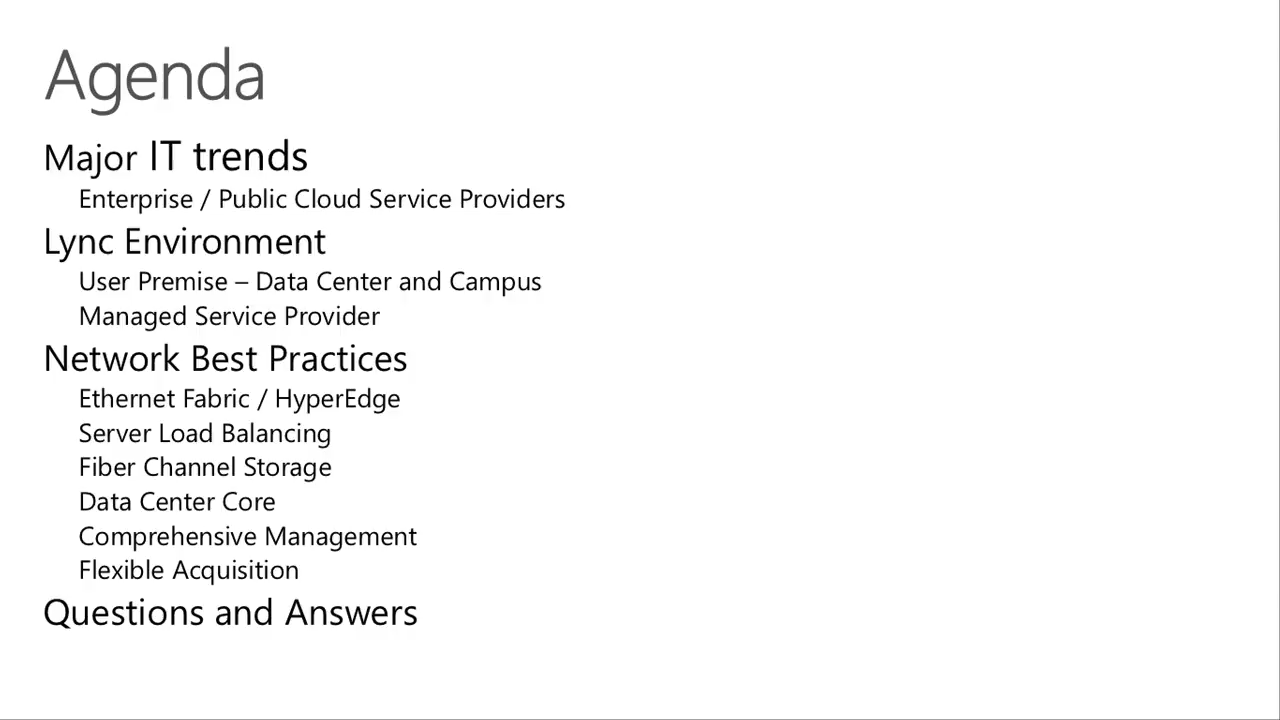 Agenda
Major IT trends
Enterprise / Public Cloud Service Providers
Lync Environment
User Premise – Data Center and Campus
Managed Service Provider
Network Best Practices
Ethernet Fabric / HyperEdge
Server Load Balancing
Fiber Channel Storage
Data Center Core
Comprehensive Management
Flexible Acquisition
Questions and Answers